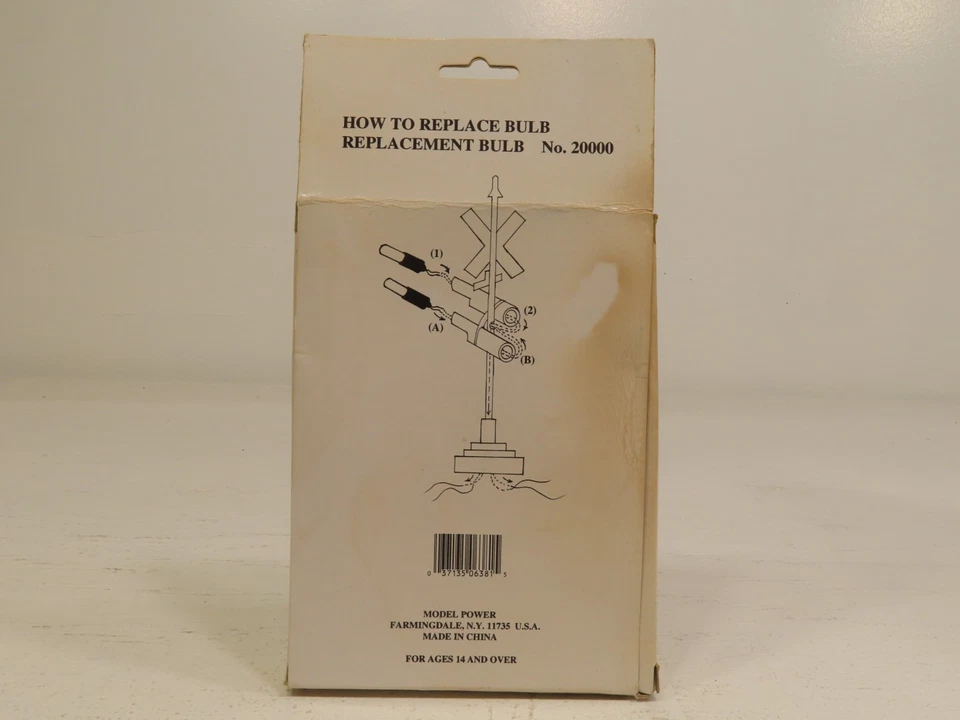 HOW TO REPLACE BULB
REPLACEMENT BULB No. 20000
(1)
(2)
(A)
(B)
0 37135 06381 5
MODEL POWER
FARMINGDALE, N.Y. 11735 U.S.A.
MADE IN CHINA
FOR AGES 14 AND OVER